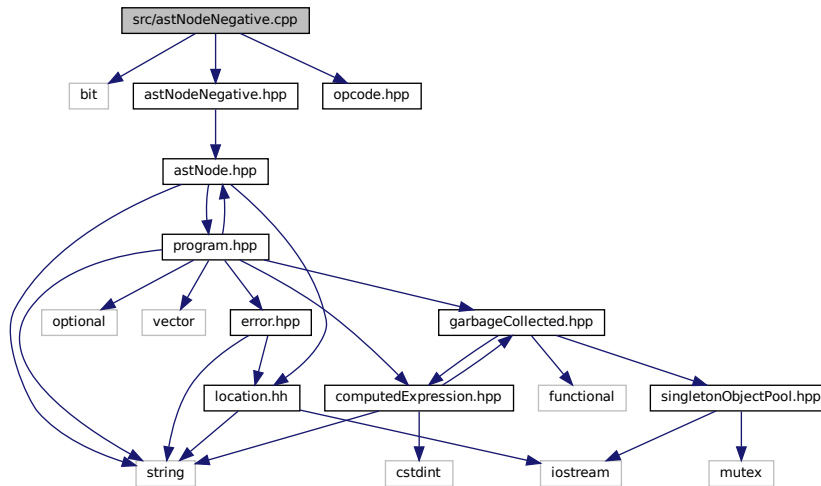 src/astNodeNegative.cpp
bit
astNodeNegative.hpp
opcode.hpp
astNode.hpp
program.hpp
optional
vector
error.hpp
garbageCollected.hpp
location.hh
computedExpression.hpp
functional
singletonObjectPool.hpp
string
cstdint
iostream
mutex